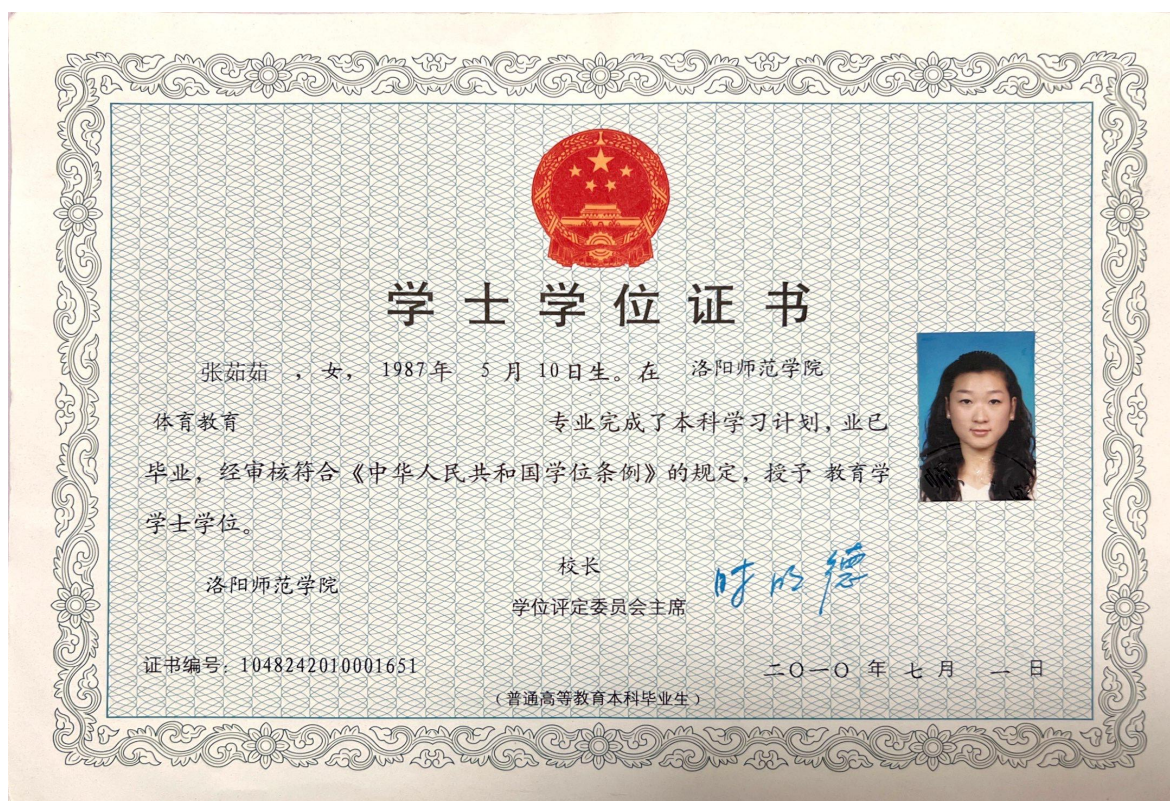 学士学位证书
张茹茹 ，女， 1987年 5月10日生。在 洛阳师范学院
体育教育 专业完成了本科学习计划，业已
毕业，经审核符合《中华人民共和国学位条例》的规定，授予 教育学
学士学位。
洛阳师范学院
校长
学位评定委员会主席
时明德
证书编号：1048242010001651
二〇一〇 年 七 月 一 日
（普通高等教育本科毕业生）